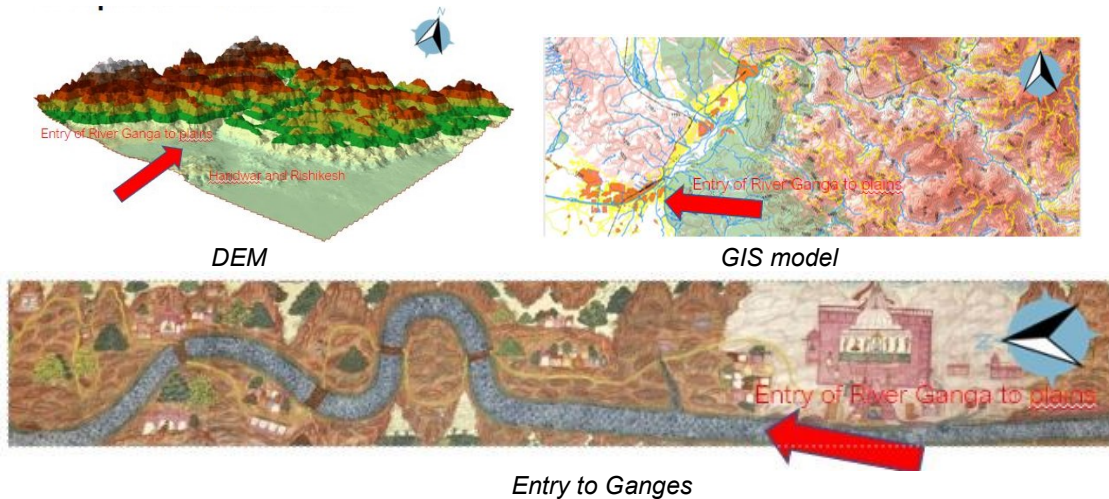 N
Entry of River Ganga to plains
Haridwar and Rishikesh
Entry of River Ganga to plains
DEM
GIS model
N
Entry of River Ganga to plains
Entry to Ganges